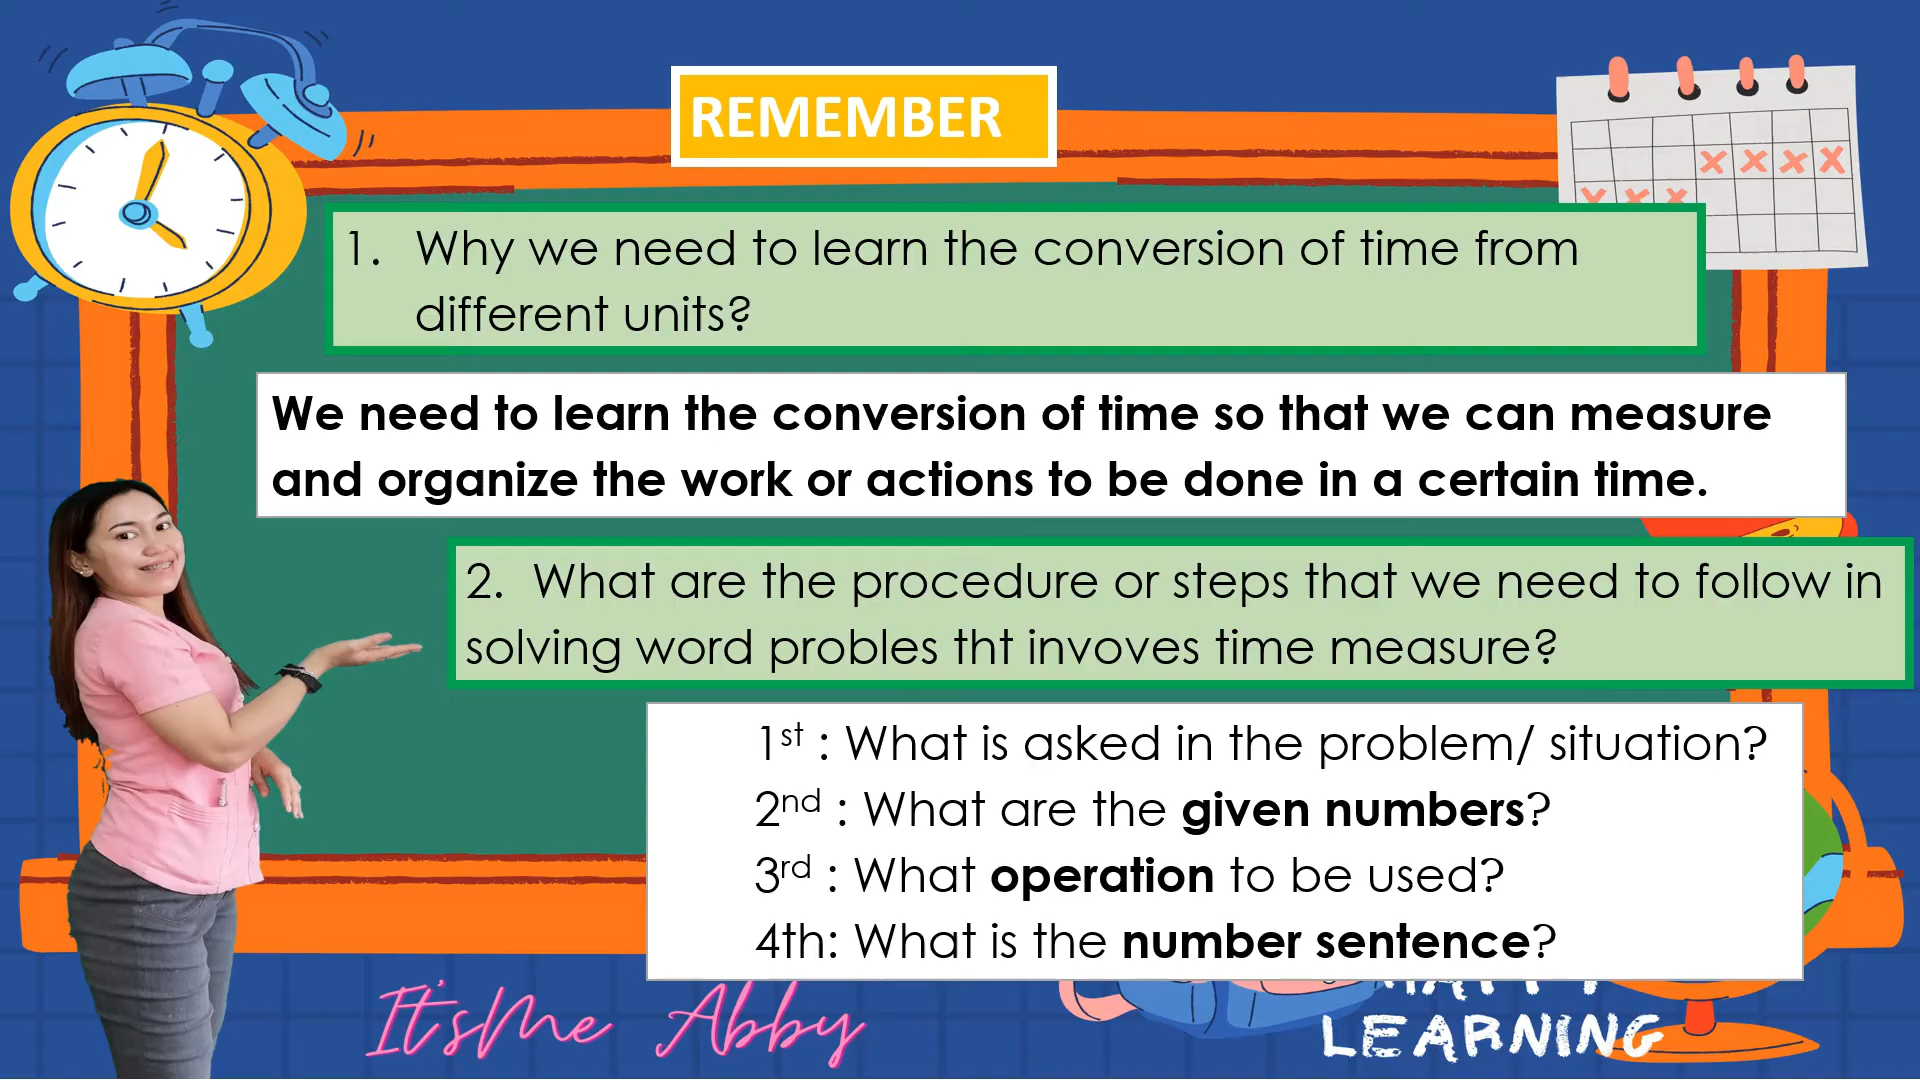 REMEMBER
1. Why we need to learn the conversion of time from
different units?
We need to learn the conversion of time so that we can measure
and organize the work or actions to be done in a certain time.
2. What are the procedure or steps that we need to follow in
solving word probles tht invoves time measure?
1st : What is asked in the problem/ situation?
2nd : What are the given numbers?
3rd : What operation to be used?
4th: What is the number sentence?
It'sMe Abby
LEARNING